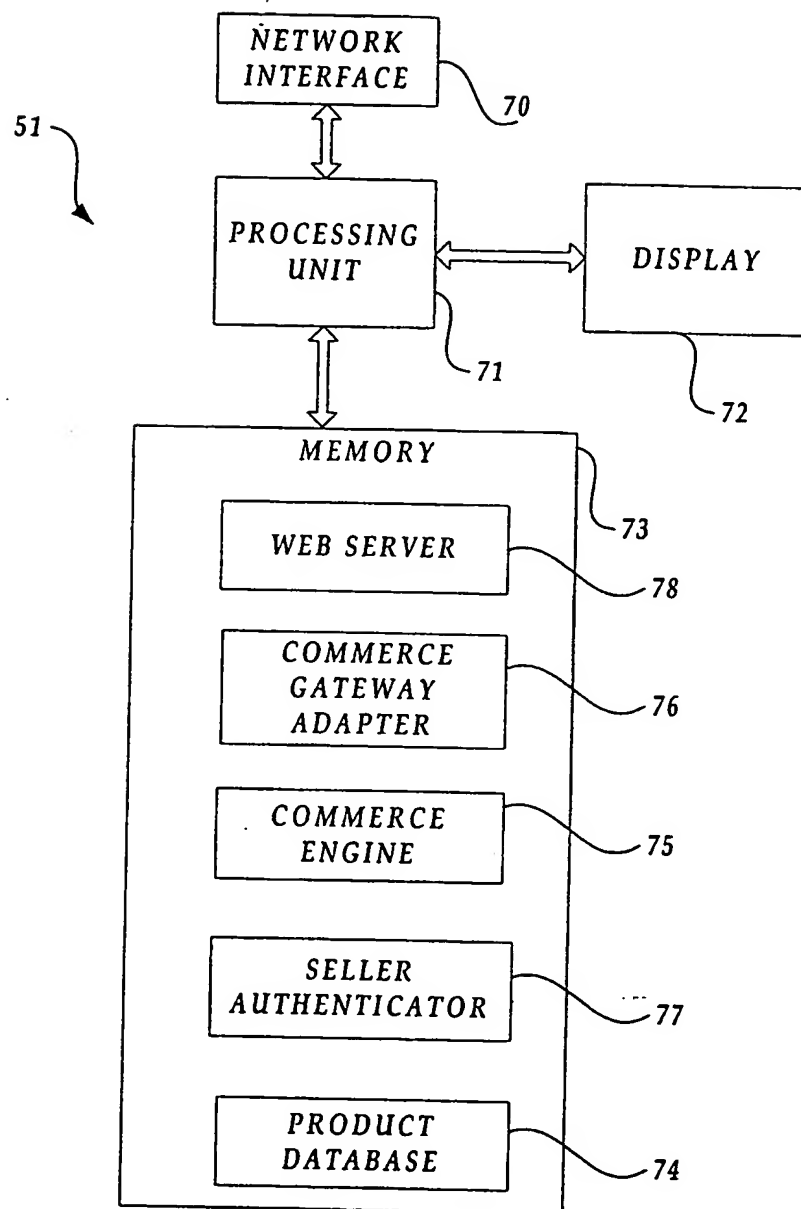 NETWORK
INTERFACE
70
51
PROCESSING
UNIT
DISPLAY
71
72
MEMORY
73
WEB SERVER
78
COMMERCE
GATEWAY
ADAPTER
76
COMMERCE
ENGINE
75
SELLER
AUTHENTICATOR
77
PRODUCT
DATABASE
74